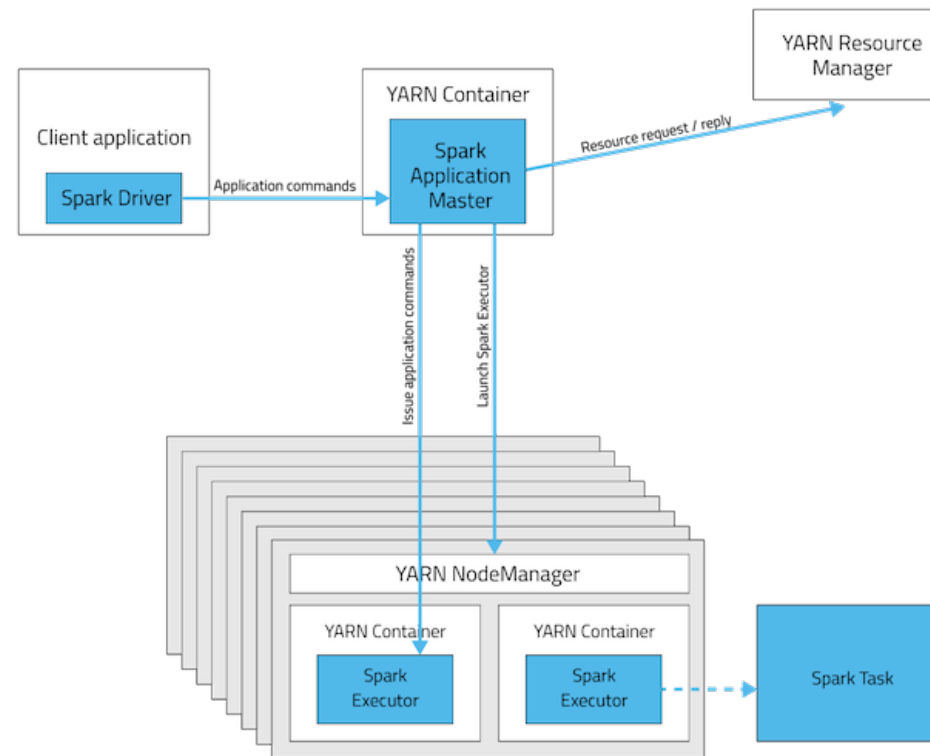 YARN Resource
Manager
YARN Container
Client application
Spark
Application
Master
Resource request / reply
Application commands
Spark Driver
Issue application commands
Launch Spark Executor
YARN NodeManager
YARN Container
YARN Container
Spark
Executor
Spark
Executor
Spark Task